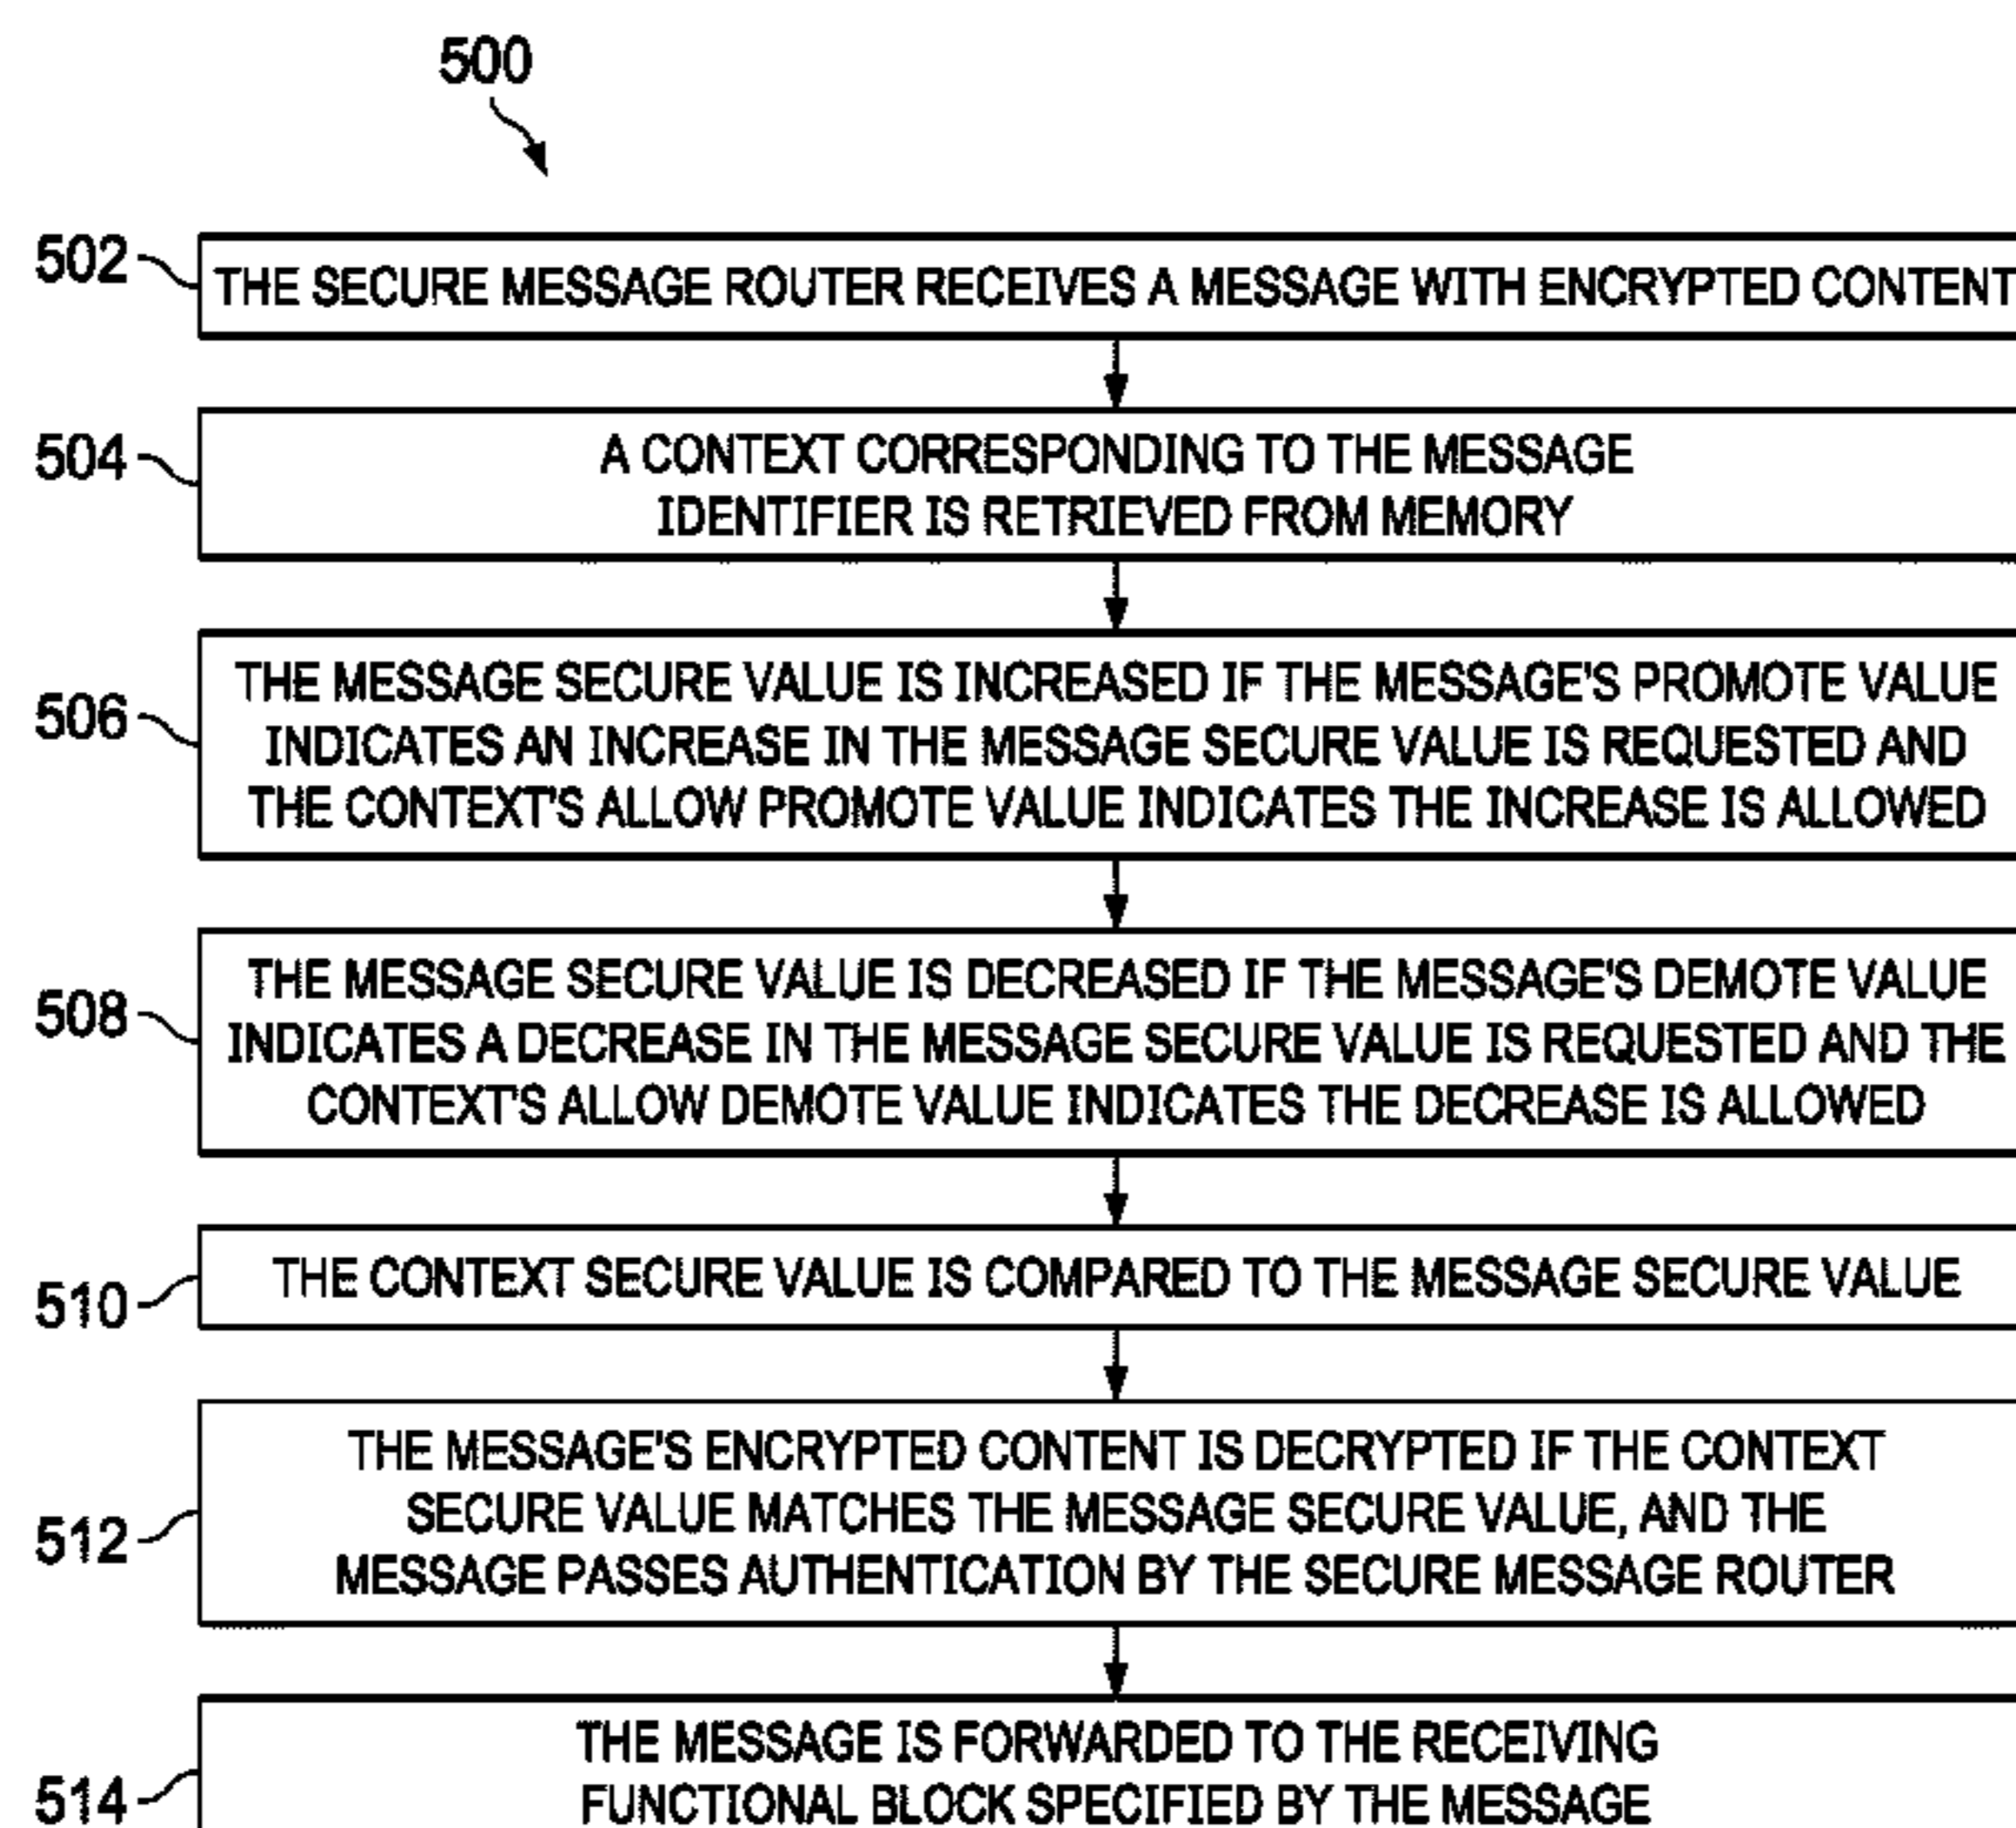 500
502
THE SECURE MESSAGE ROUTER RECEIVES A MESSAGE WITH ENCRYPTED CONTENT
504
A CONTEXT CORRESPONDING TO THE MESSAGE
IDENTIFIER IS RETRIEVED FROM MEMORY
506
THE MESSAGE SECURE VALUE IS INCREASED IF THE MESSAGE'S PROMOTE VALUE
INDICATES AN INCREASE IN THE MESSAGE SECURE VALUE IS REQUESTED AND
THE CONTEXT'S ALLOW PROMOTE VALUE INDICATES THE INCREASE IS ALLOWED
508
THE MESSAGE SECURE VALUE IS DECREASED IF THE MESSAGE'S DEMOTE VALUE
INDICATES A DECREASE IN THE MESSAGE SECURE VALUE IS REQUESTED AND THE
CONTEXT'S ALLOW DEMOTE VALUE INDICATES THE DECREASE IS ALLOWED
510
THE CONTEXT SECURE VALUE IS COMPARED TO THE MESSAGE SECURE VALUE
512
THE MESSAGE'S ENCRYPTED CONTENT IS DECRYPTED IF THE CONTEXT
SECURE VALUE MATCHES THE MESSAGE SECURE VALUE, AND THE
MESSAGE PASSES AUTHENTICATION BY THE SECURE MESSAGE ROUTER
514
THE MESSAGE IS FORWARDED TO THE RECEIVING
FUNCTIONAL BLOCK SPECIFIED BY THE MESSAGE